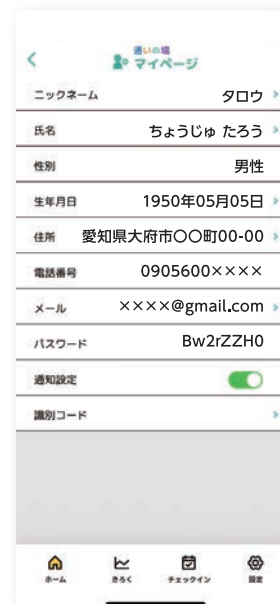 通いの場
マイページ
ニックネーム タロウ
氏名 ちょうじゅ たろう
性別 男性
生年月日 1950年05月05日
住所 愛知県大府市〇〇町00-00
電話番号 0905600××××
メール ××××@gmail.com
パスワード Bw2rZZH0
通知設定
識別コード
ホーム きろく チェックイン 設定